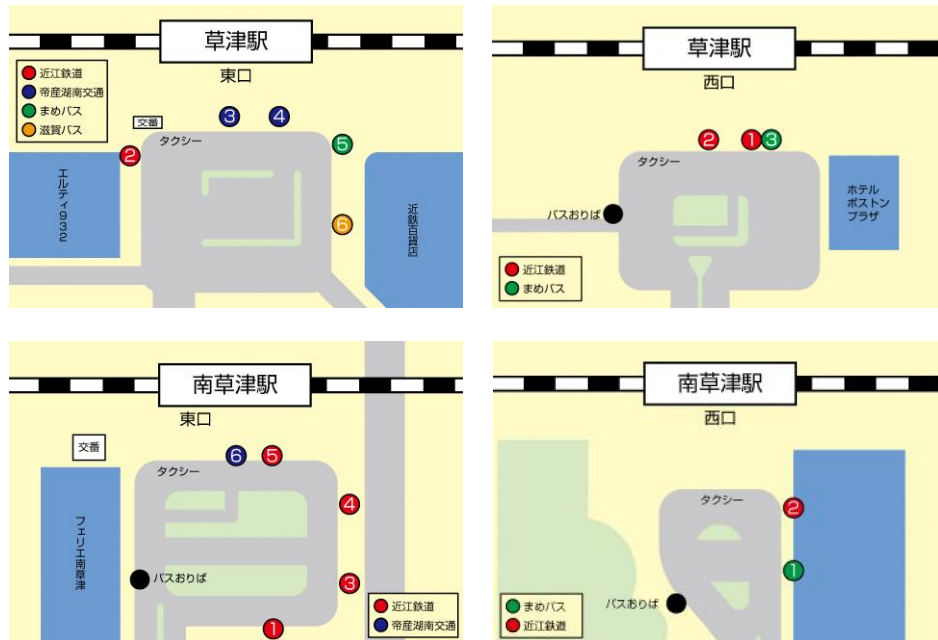 草津駅
東口
近江鉄道
帝産湖南交通
まめバス
滋賀バス
交番
タクシー
3
4
5
2
6
エルティ932
近鉄百貨店
草津駅
西口
2
1
3
タクシー
バスおりば
ホテル
ボストン
プラザ
近江鉄道
まめバス
南草津駅
東口
交番
6
5
タクシー
4
フェリエ南草津
バスおりば
3
1
近江鉄道
帝産湖南交通
南草津駅
西口
タクシー
2
1
バスおりば
まめバス
近江鉄道